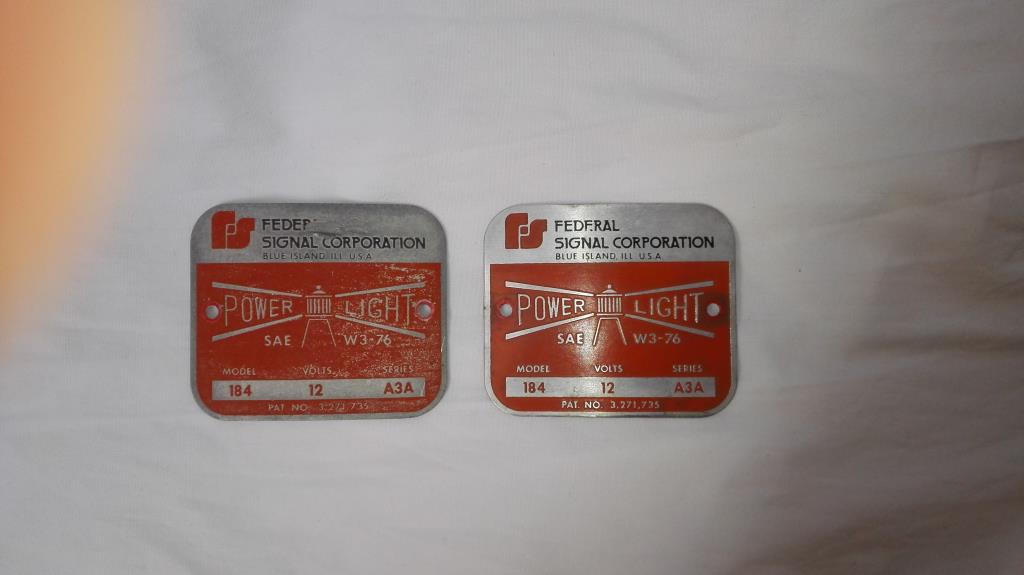 FS FEDER
SIGNAL CORPORATION
BLUE ISLAND, ILL. U.S.A.
POWER LIGHT
SAE W3-76
MODEL VOLTS SERIES
184 12 A3A
PAT. NO. 3,271,735
FS FEDERAL
SIGNAL CORPORATION
BLUE ISLAND, ILL. U.S.A.
POWER LIGHT
SAE W3-76
MODEL VOLTS SERIES
184 12 A3A
PAT. NO. 3,271,735